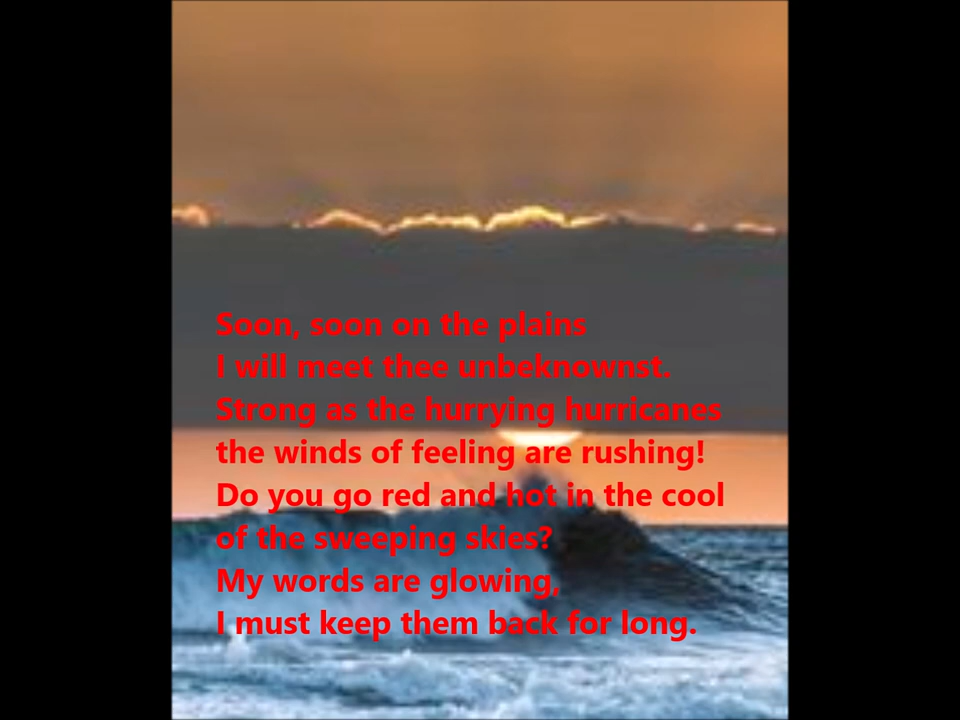 Soon, soon on the plains
I will meet thee unbeknownst.
Strong as the hurrying hurricanes
the winds of feeling are rushing!
Do you go red and hot in the cool
of the sweeping skies?
My words are glowing,
I must keep them back for long.